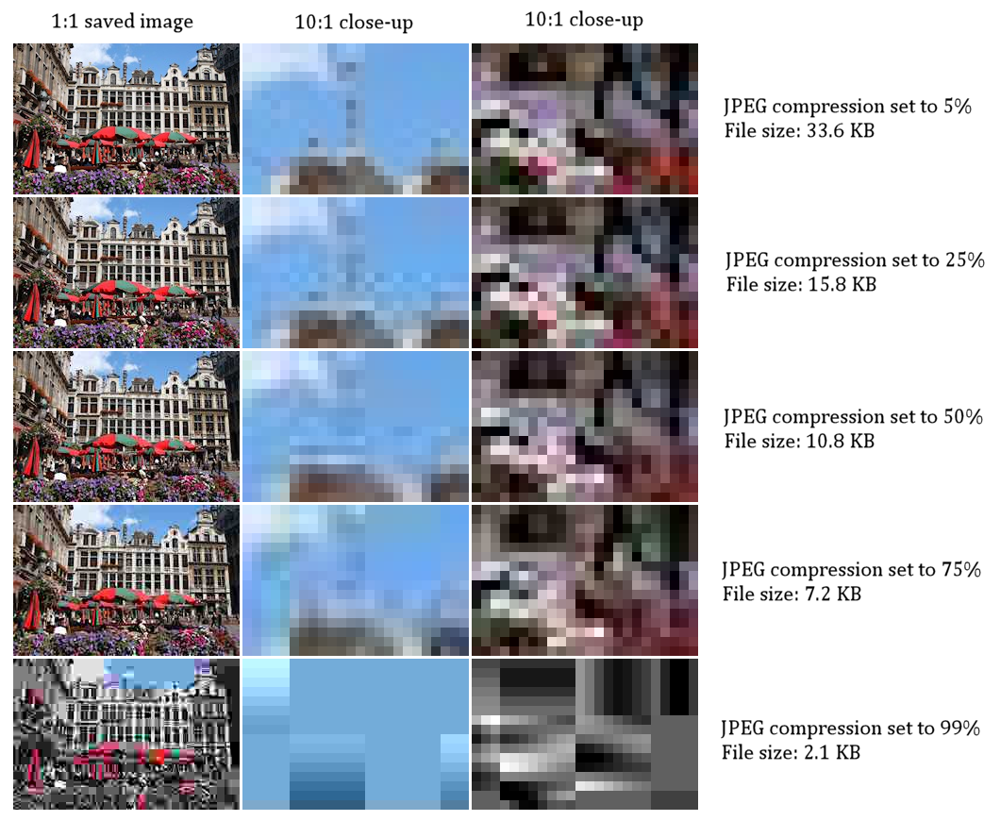 1:1 saved image
10:1 close-up
10:1 close-up
JPEG compression set to 5%
File size: 33.6 KB
JPEG compression set to 25%
File size: 15.8 KB
JPEG compression set to 50%
File size: 10.8 KB
JPEG compression set to 75%
File size: 7.2 KB
JPEG compression set to 99%
File size: 2.1 KB